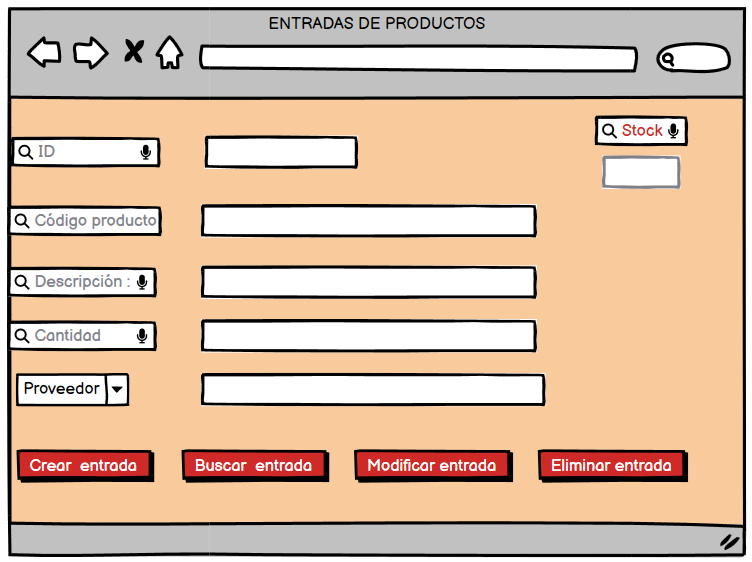 ENTRADAS DE PRODUCTOS
Stock
ID
Código producto
Descripción :
Cantidad
Proveedor
Crear entrada
Buscar entrada
Modificar entrada
Eliminar entrada